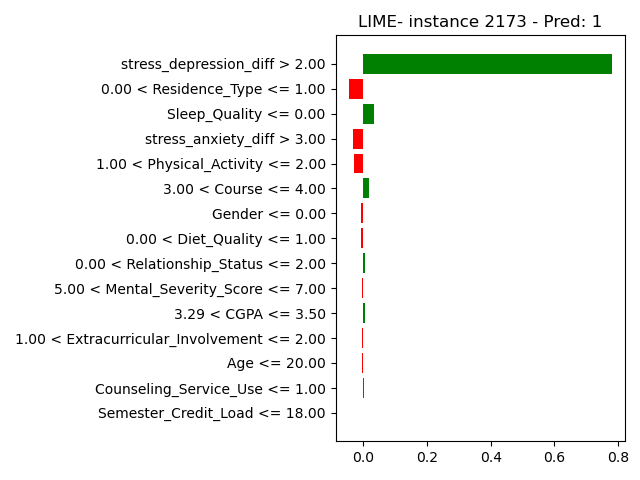 LIME- instance 2173 - Pred: 1
stress_depression_diff > 2.00
0.00 < Residence_Type <= 1.00
Sleep_Quality <= 0.00
stress_anxiety_diff > 3.00
1.00 < Physical_Activity <= 2.00
3.00 < Course <= 4.00
Gender <= 0.00
0.00 < Diet_Quality <= 1.00
0.00 < Relationship_Status <= 2.00
5.00 < Mental_Severity_Score <= 7.00
3.29 < CGPA <= 3.50
1.00 < Extracurricular_Involvement <= 2.00
Age <= 20.00
Counseling_Service_Use <= 1.00
Semester_Credit_Load <= 18.00
0.0 0.2 0.4 0.6 0.8